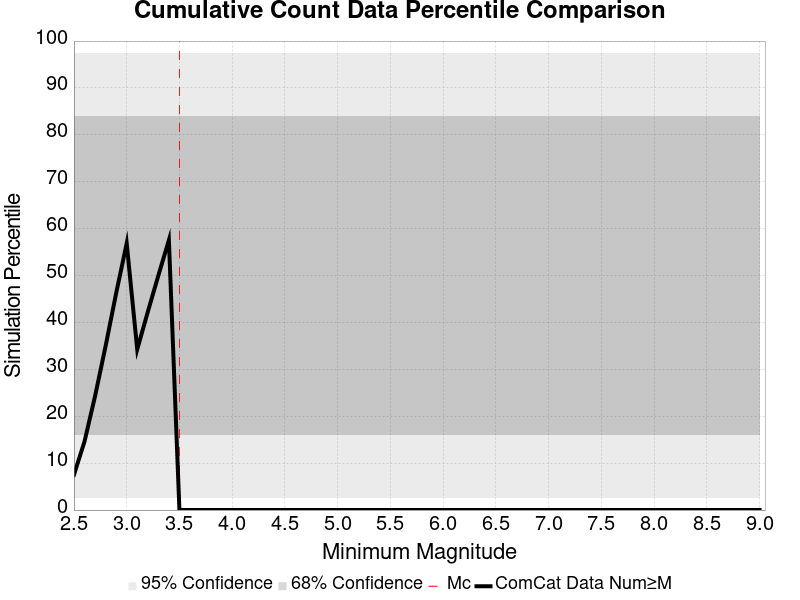 Cumulative Count Data Percentile Comparison
100
90
80
70
60
50
40
30
20
10
0
Simulation Percentile
2.5 3.0 3.5 4.0 4.5 5.0 5.5 6.0 6.5 7.0 7.5 8.0 8.5 9.0
Minimum Magnitude
95% Confidence 68% Confidence Mc ComCat Data Num≥M